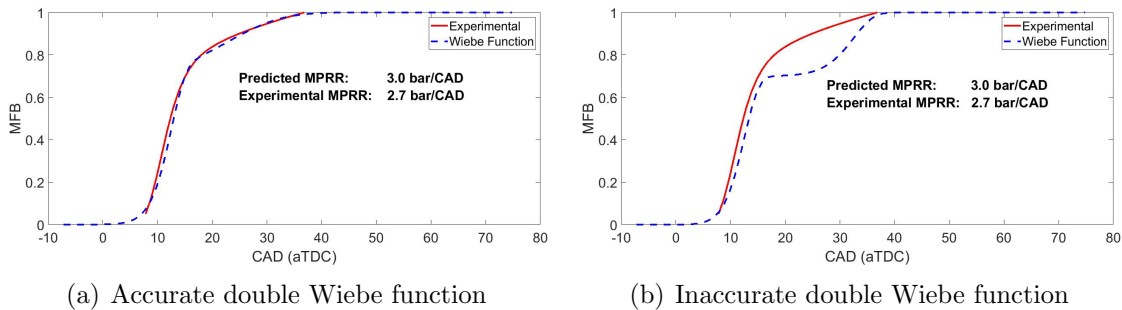 1
0.8
0.6
0.4
0.2
0
MFB
Experimental
Wiebe Function
Predicted MPRR: 3.0 bar/CAD
Experimental MPRR: 2.7 bar/CAD
-10 0 10 20 30 40 50 60 70 80
CAD (aTDC)
(a) Accurate double Wiebe function
1
0.8
0.6
0.4
0.2
0
MFB
Experimental
Wiebe Function
Predicted MPRR: 3.0 bar/CAD
Experimental MPRR: 2.7 bar/CAD
-10 0 10 20 30 40 50 60 70 80
CAD (aTDC)
(b) Inaccurate double Wiebe function